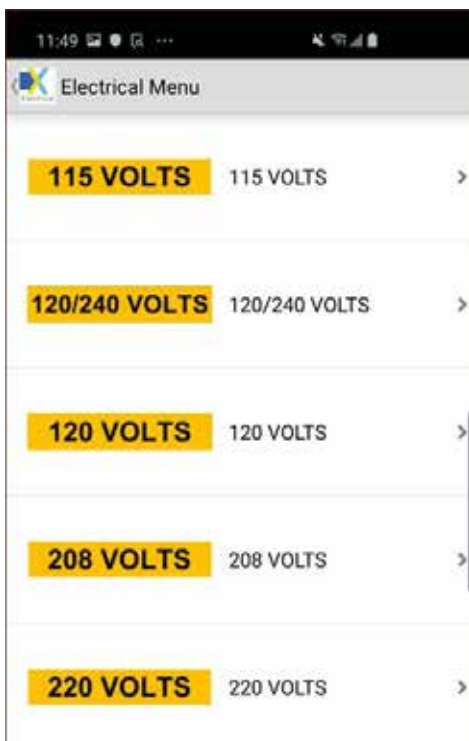 11:49
Electrical Menu
115 VOLTS 115 VOLTS
120/240 VOLTS 120/240 VOLTS
120 VOLTS 120 VOLTS
208 VOLTS 208 VOLTS
220 VOLTS 220 VOLTS